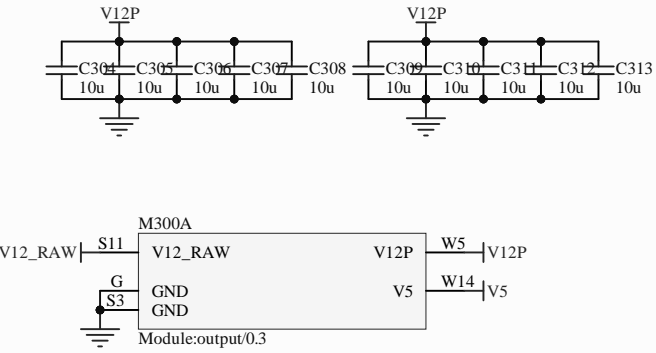 V12P V12P
C304 C305 C306 C307 C308 C309 C310 C311 C312 C313
10u 10u 10u 10u 10u 10u 10u 10u 10u 10u
M300A
V12_RAW S11 V12_RAW V12P W5 V12P
G GND V5 W14 V5
S3 GND
Module:output/0.3